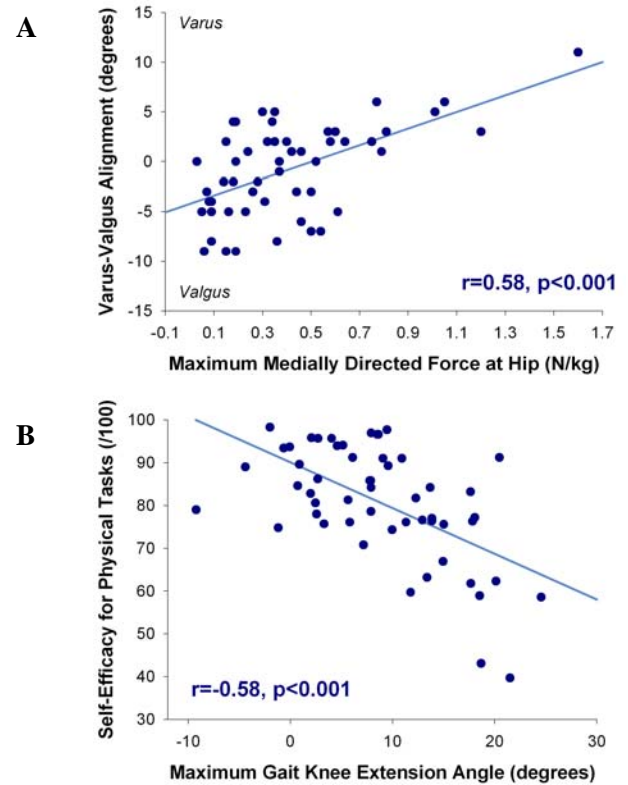 A
Varus-Valgus Alignment (degrees)
15
10
5
0
-5
-10
-15
Varus
Valgus
r=0.58, p<0.001
-0.1 0.1 0.3 0.5 0.7 0.9 1.1 1.3 1.5 1.7
Maximum Medially Directed Force at Hip (N/kg)
B
Self-Efficacy for Physical Tasks (/100)
100
90
80
70
60
50
40
30
r=-0.58, p<0.001
-10 0 10 20 30
Maximum Gait Knee Extension Angle (degrees)